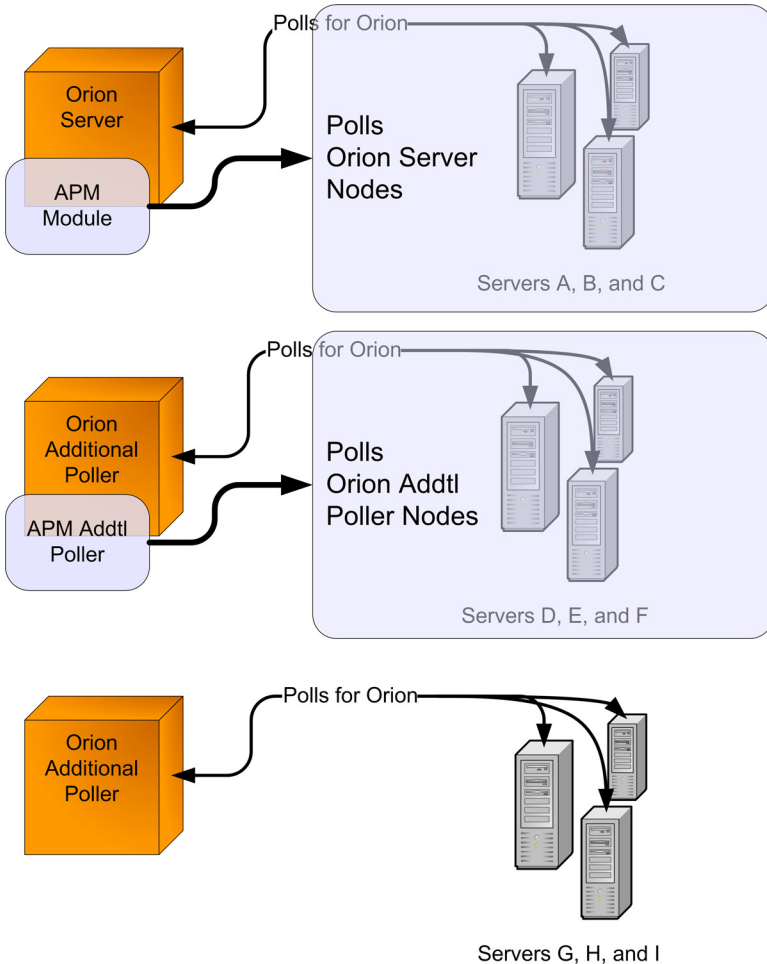 Polls for Orion
Orion
Server
APM
Module
Polls
Orion Server
Nodes
Servers A, B, and C
Polls for Orion
Orion
Additional
Poller
APM Addtl
Poller
Polls
Orion Addtl
Poller Nodes
Servers D, E, and F
Polls for Orion
Orion
Additional
Poller
Servers G, H, and I